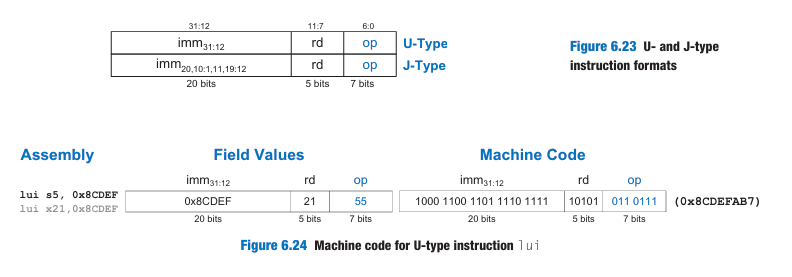 31:12 11:7 6:0
imm31:12 rd op U-Type
imm20,10:1,11,19:12 rd op J-Type
20 bits 5 bits 7 bits
Figure 6.23 U- and J-type
instruction formats
Assembly Field Values Machine Code
imm31:12 rd op imm31:12 rd op
lui s5, 0x8CDEF
lui x21,0x8CDEF
0x8CDEF 21 55 1000 1100 1101 1110 1111 10101 011 0111 (0x8CDEFAB7)
20 bits 5 bits 7 bits 20 bits 5 bits 7 bits
Figure 6.24 Machine code for U-type instruction lui